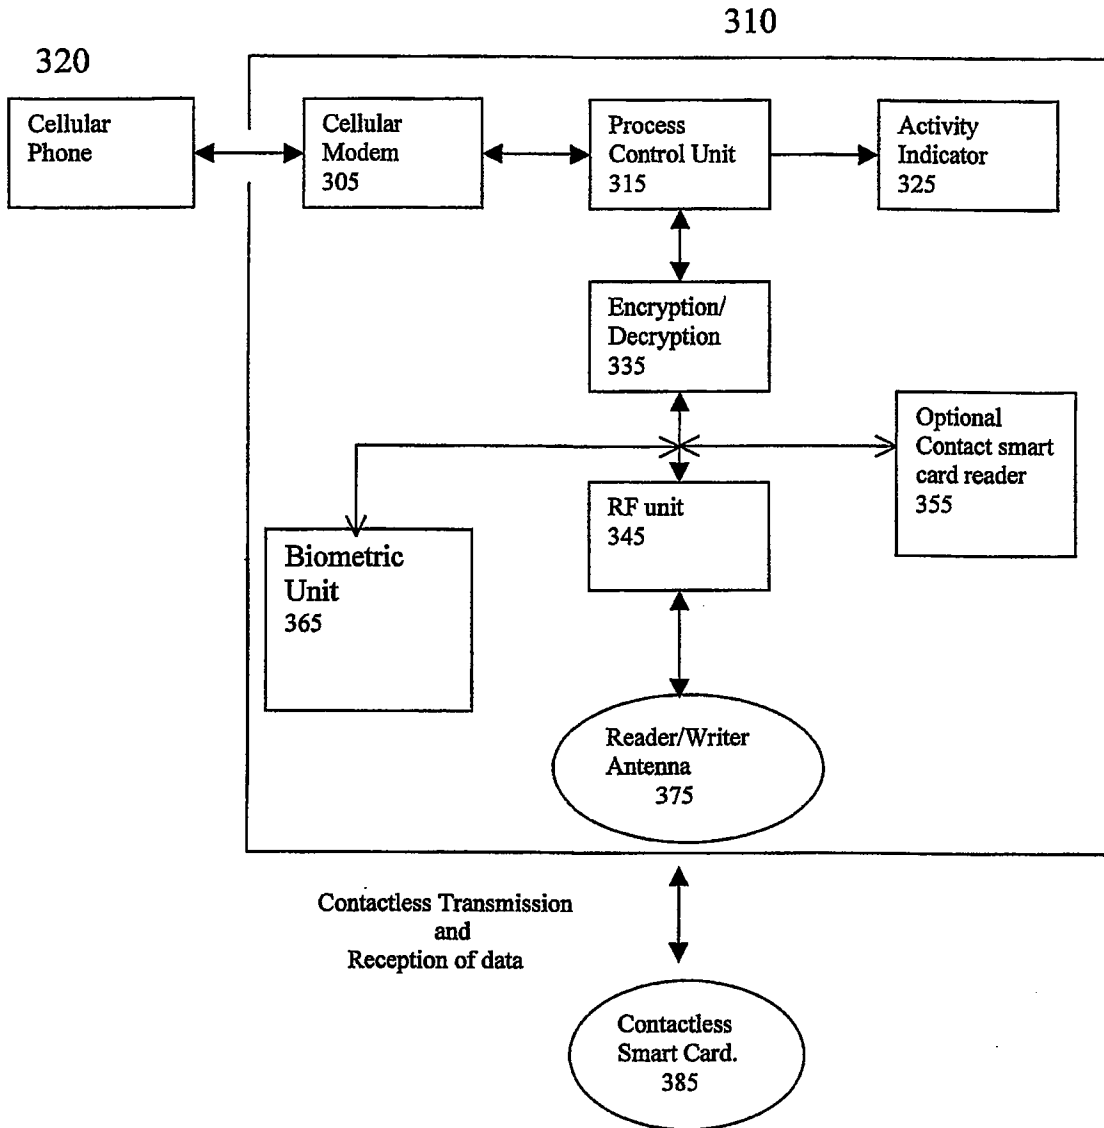 310
320
Cellular
Phone
Cellular
Modem
305
Process
Control Unit
315
Activity
Indicator
325
Encryption/
Decryption
335
Optional
Contact smart
card reader
355
RF unit
345
Biometric
Unit
365
Reader/Writer
Antenna
375
Contactless Transmission
and
Reception of data
Contactless
Smart Card.
385